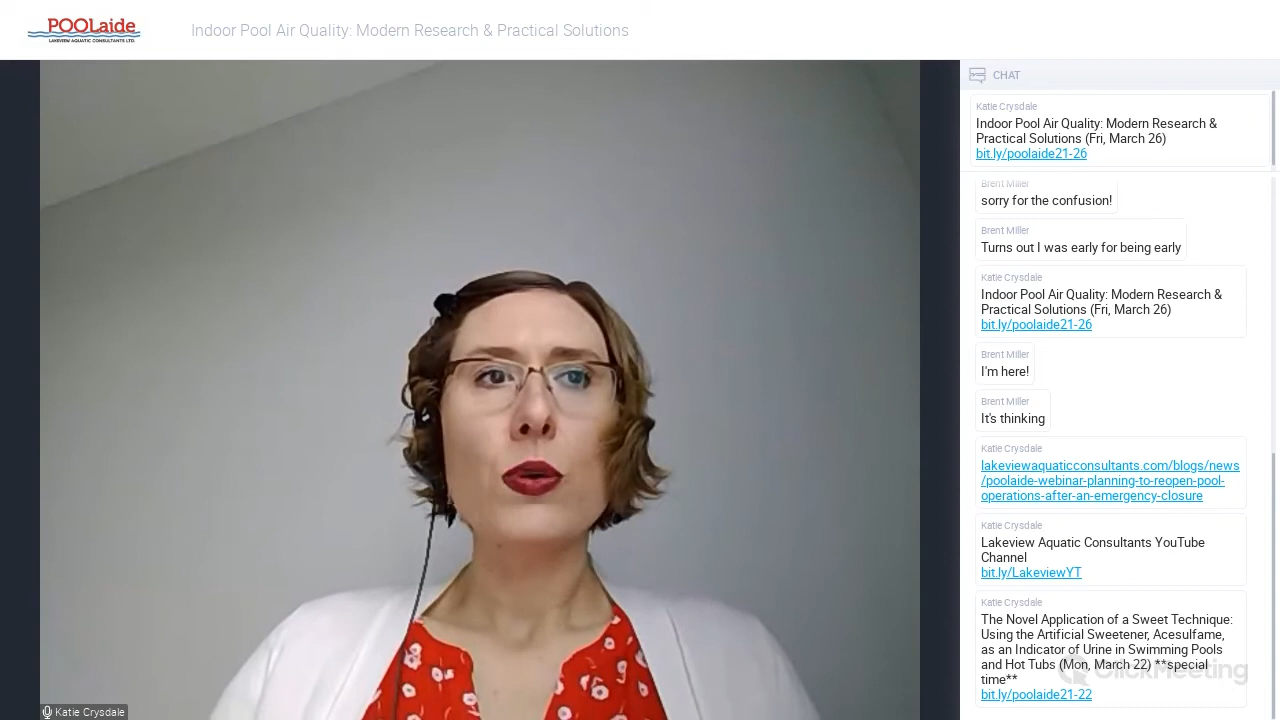 POOLaide
LAKEVIEW AQUATIC CONSULTANTS LTD.
Indoor Pool Air Quality: Modern Research & Practical Solutions
CHAT
Katie Crysdale
Indoor Pool Air Quality: Modern Research &
Practical Solutions (Fri, March 26)
bit.ly/poolaide21-26
Brent Miller
sorry for the confusion!
Brent Miller
Turns out I was early for being early
Katie Crysdale
Indoor Pool Air Quality: Modern Research &
Practical Solutions (Fri, March 26)
bit.ly/poolaide21-26
Brent Miller
I'm here!
Brent Miller
It's thinking
Katie Crysdale
lakeviewaquaticconsultants.com/blogs/news
/poolaide-webinar-planning-to-reopen-pool-
operations-after-an-emergency-closure
Katie Crysdale
Lakeview Aquatic Consultants YouTube
Channel
bit.ly/LakeviewYT
Katie Crysdale
The Novel Application of a Sweet Technique:
Using the Artificial Sweetener, Acesulfame,
as an Indicator of Urine in Swimming Pools
and Hot Tubs (Mon, March 22) **special
time**
bit.ly/poolaide21-22
ClickMeeting
Katie Crysdale